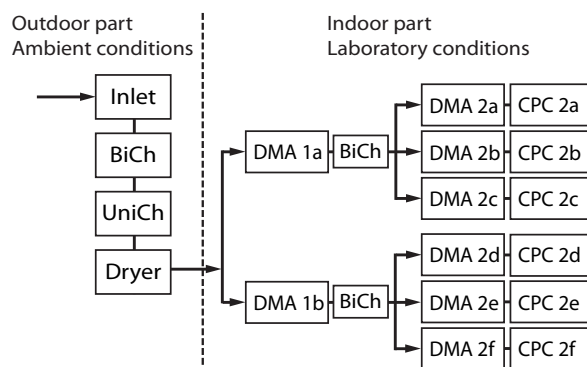 Outdoor part
Ambient conditions
Indoor part
Laboratory conditions
Inlet
BiCh
UniCh
Dryer
DMA 1a
BiCh
DMA 2a
CPC 2a
DMA 2b
CPC 2b
DMA 2c
CPC 2c
DMA 1b
BiCh
DMA 2d
CPC 2d
DMA 2e
CPC 2e
DMA 2f
CPC 2f